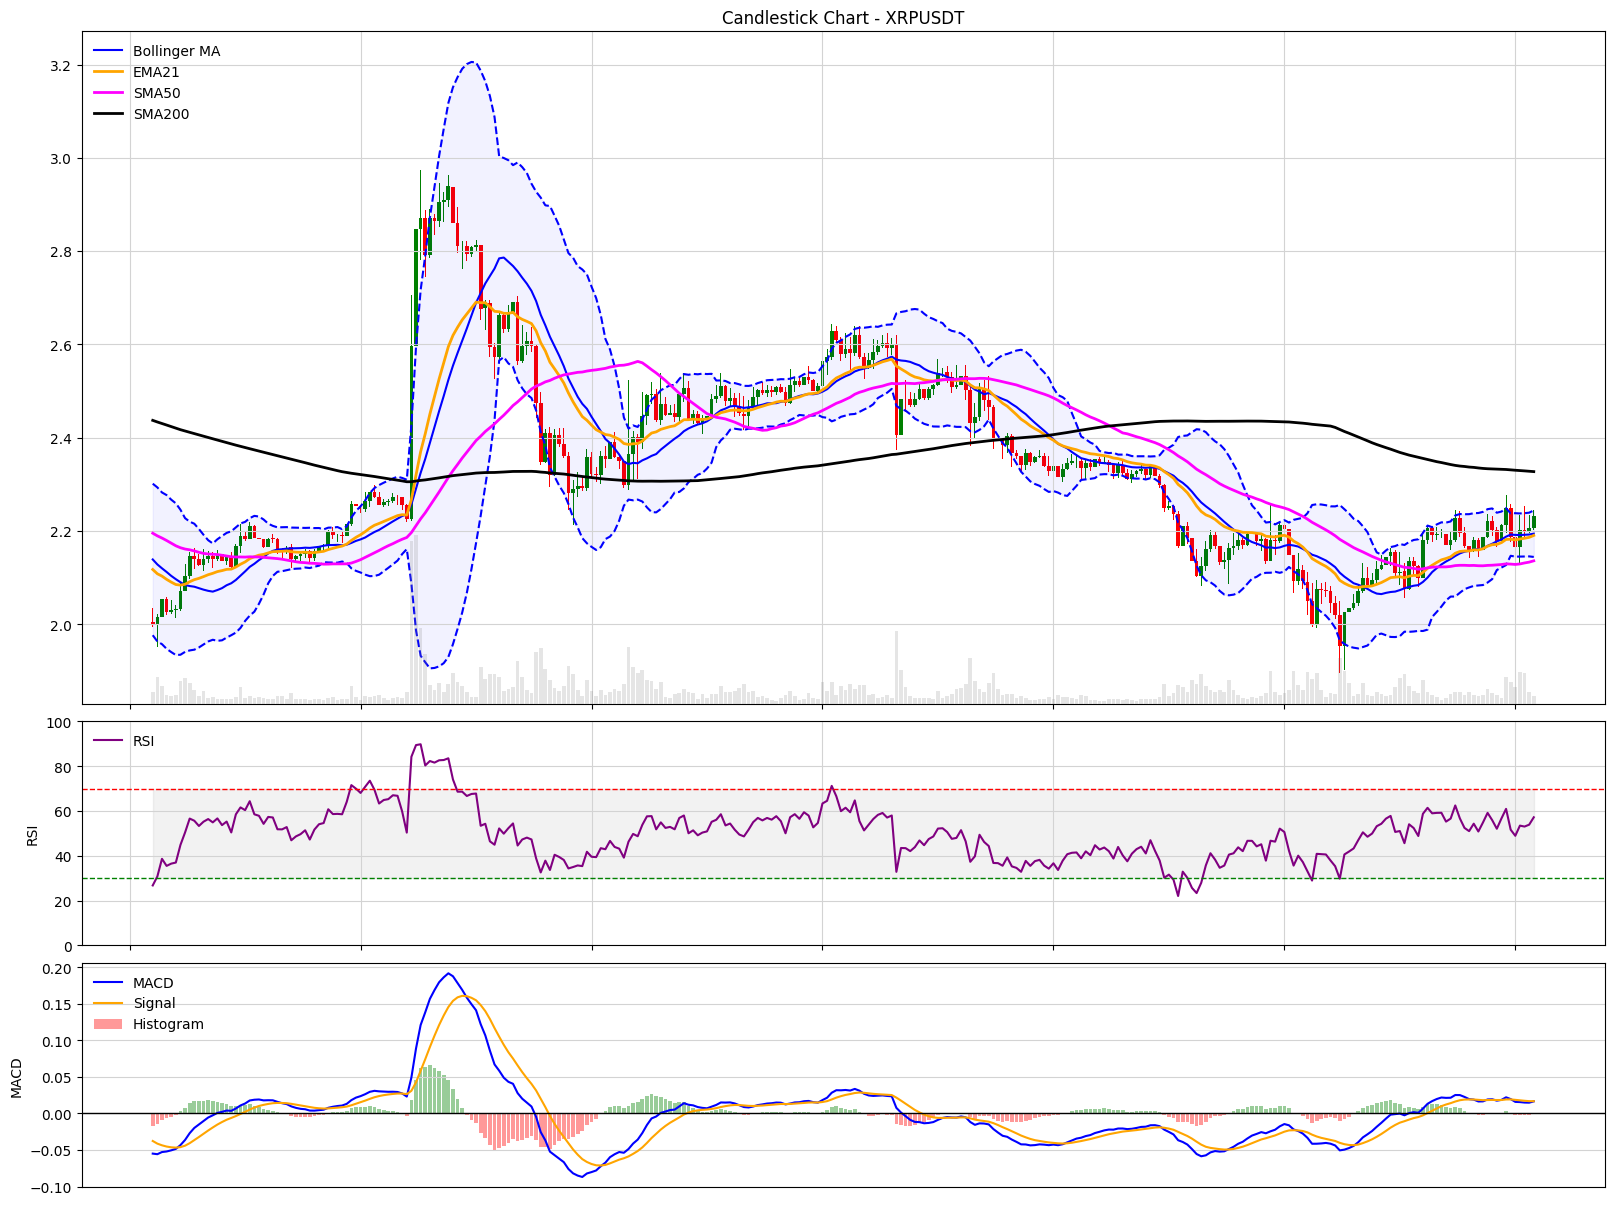 Candlestick Chart - XRPUSDT
Bollinger MA
EMA21
SMA50
SMA200
3.2
3.0
2.8
2.6
2.4
2.2
2.0
RSI
100
80
60
40
20
0
RSI
MACD
Signal
Histogram
0.20
0.15
0.10
0.05
0.00
−0.05
−0.10
MACD